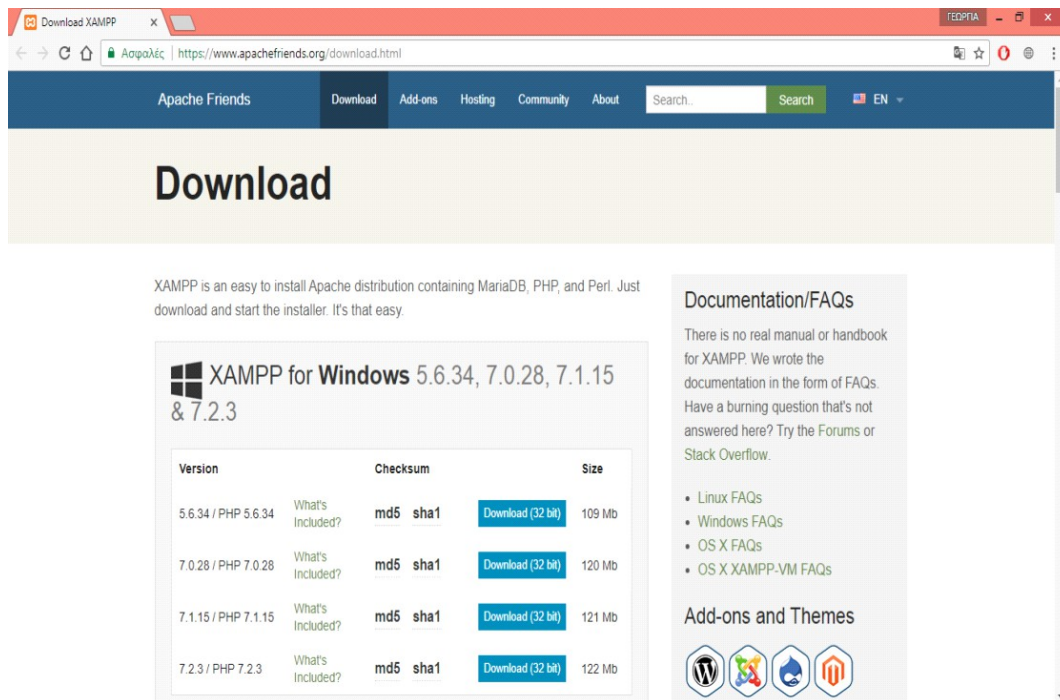 Download XAMPP
ΓΕΩΡΓΙΑ
Ασφαλές | https://www.apachefriends.org/download.html
Apache Friends
Download
Add-ons
Hosting
Community
About
Search..
Search
EN
Download
XAMPP is an easy to install Apache distribution containing MariaDB, PHP, and Perl. Just
download and start the installer. It's that easy.
XAMPP for Windows 5.6.34, 7.0.28, 7.1.15
& 7.2.3
Version Checksum Size
5.6.34 / PHP 5.6.34 What's
Included? md5 sha1 Download (32 bit) 109 Mb
7.0.28 / PHP 7.0.28 What's
Included? md5 sha1 Download (32 bit) 120 Mb
7.1.15 / PHP 7.1.15 What's
Included? md5 sha1 Download (32 bit) 121 Mb
7.2.3 / PHP 7.2.3 What's
Included? md5 sha1 Download (32 bit) 122 Mb
Documentation/FAQs
There is no real manual or handbook
for XAMPP. We wrote the
documentation in the form of FAQs.
Have a burning question that's not
answered here? Try the Forums or
Stack Overflow.
• Linux FAQs
• Windows FAQs
• OS X FAQs
• OS X XAMPP-VM FAQs
Add-ons and Themes